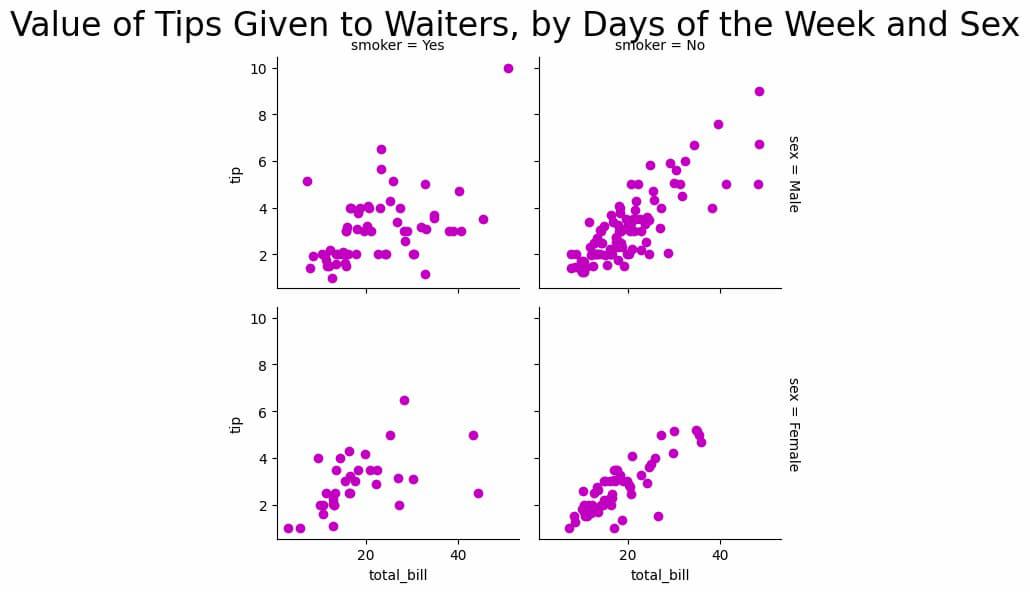 Value of Tips Given to Waiters, by Days of the Week and Sex
smoker = Yes
smoker = No
10
8
6
4
2
tip
sex = Male
10
8
6
4
2
tip
sex = Female
20
40
20
40
total_bill
total_bill